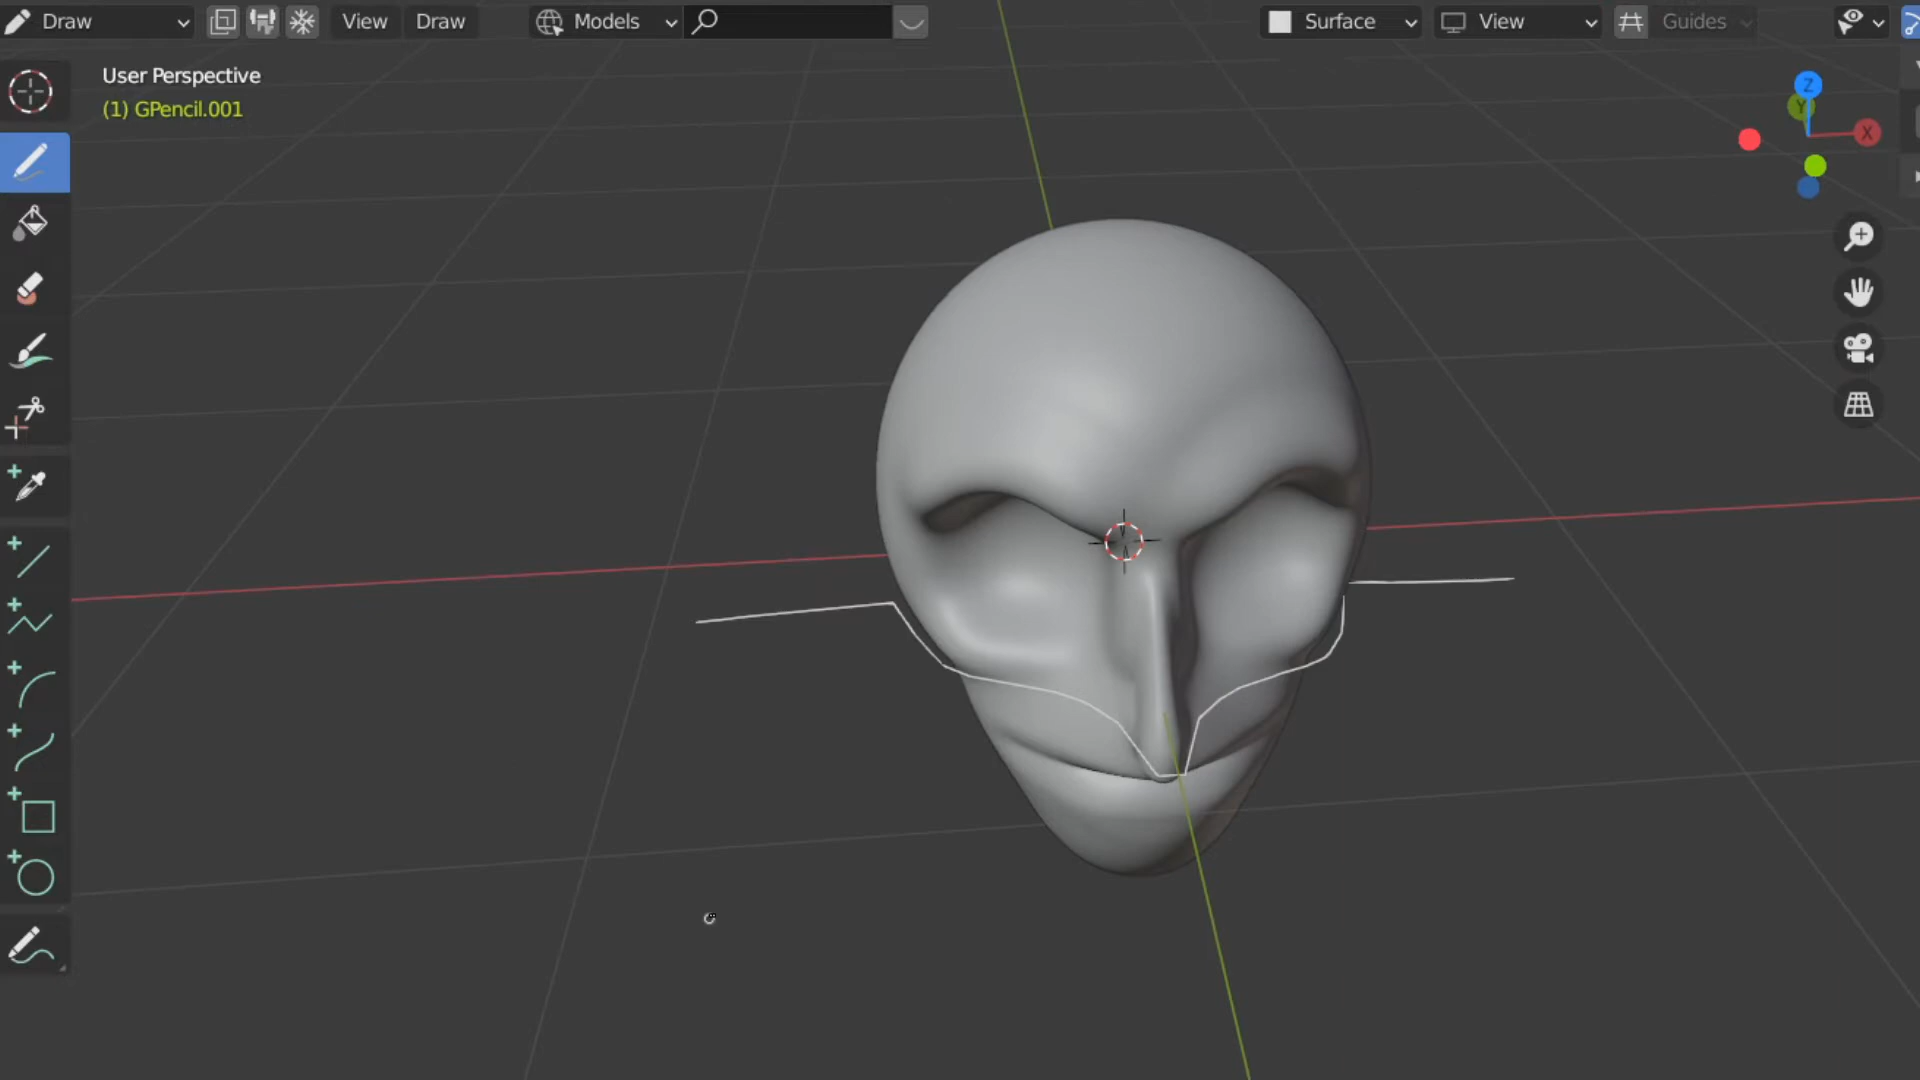 Draw View Draw Models Surface View Guides
User Perspective
(1) GPencil.001
Z
Y
X